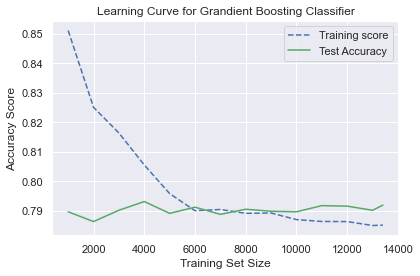 Learning Curve for Grandient Boosting Classifier
Training score
Test Accuracy
0.85
0.84
0.83
0.82
0.81
0.80
0.79
Accuracy Score
2000 4000 6000 8000 10000 12000 14000
Training Set Size